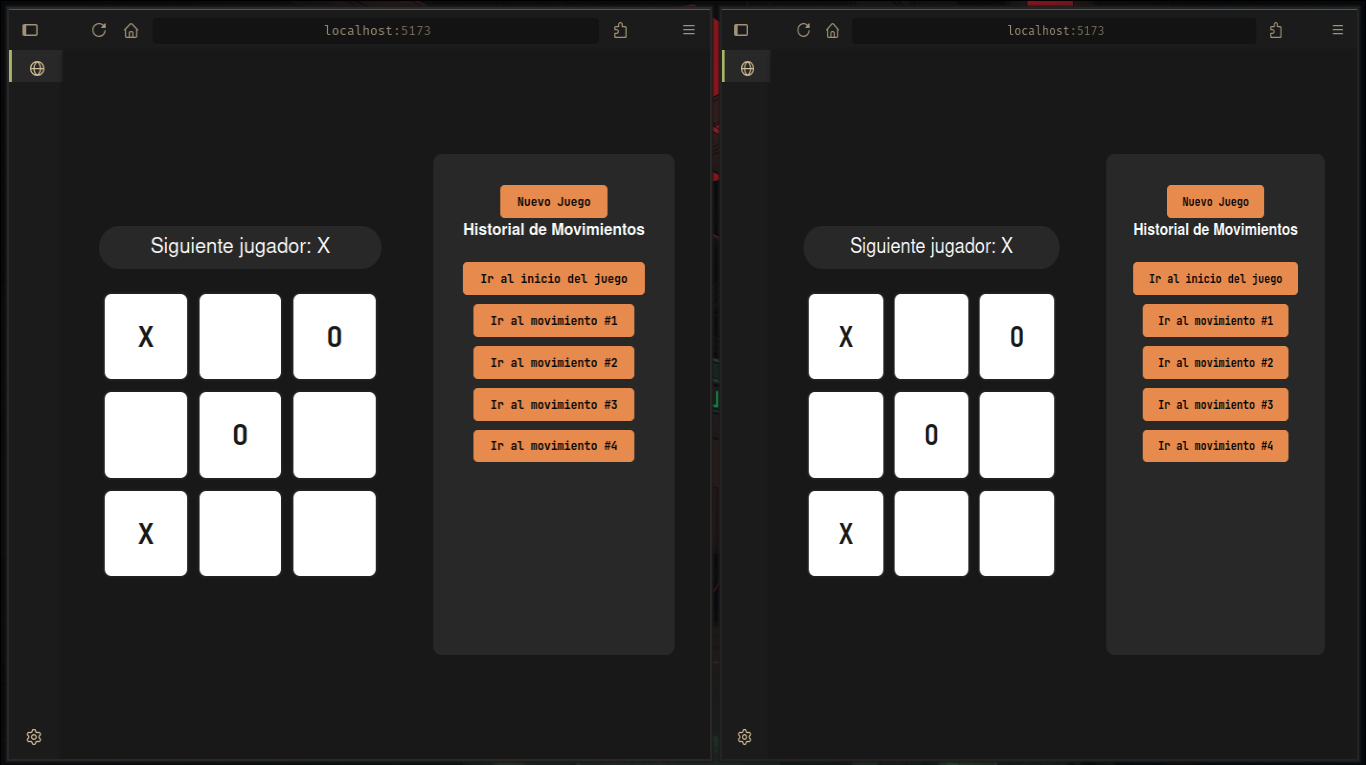 localhost:5173
Nuevo Juego
Historial de Movimientos
Siguiente jugador: X
Ir al inicio del juego
Ir al movimiento #1
Ir al movimiento #2
Ir al movimiento #3
Ir al movimiento #4
X O
O
X
localhost:5173
Nuevo Juego
Historial de Movimientos
Siguiente jugador: X
Ir al inicio del juego
Ir al movimiento #1
Ir al movimiento #2
Ir al movimiento #3
Ir al movimiento #4
X O
O
X